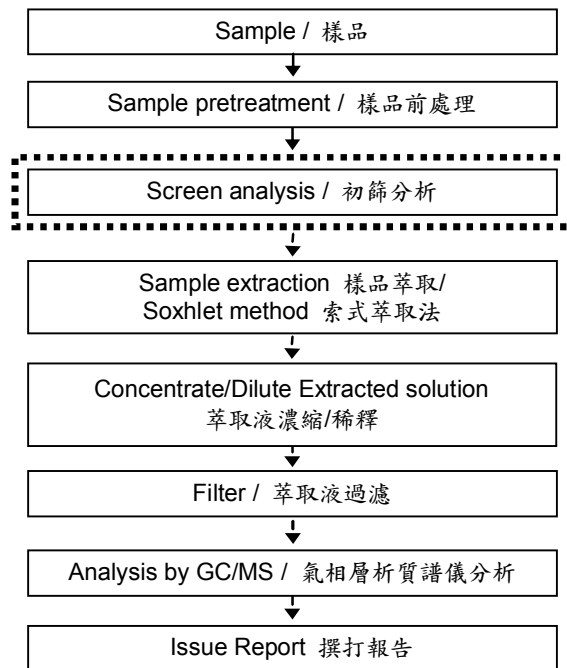 Sample / 樣品
Sample pretreatment / 樣品前處理
Screen analysis / 初篩分析
Sample extraction 樣品萃取/
Soxhlet method 索式萃取法
Concentrate/Dilute Extracted solution
萃取液濃縮/稀釋
Filter / 萃取液過濾
Analysis by GC/MS / 氣相層析質譜儀分析
Issue Report 撰打報告